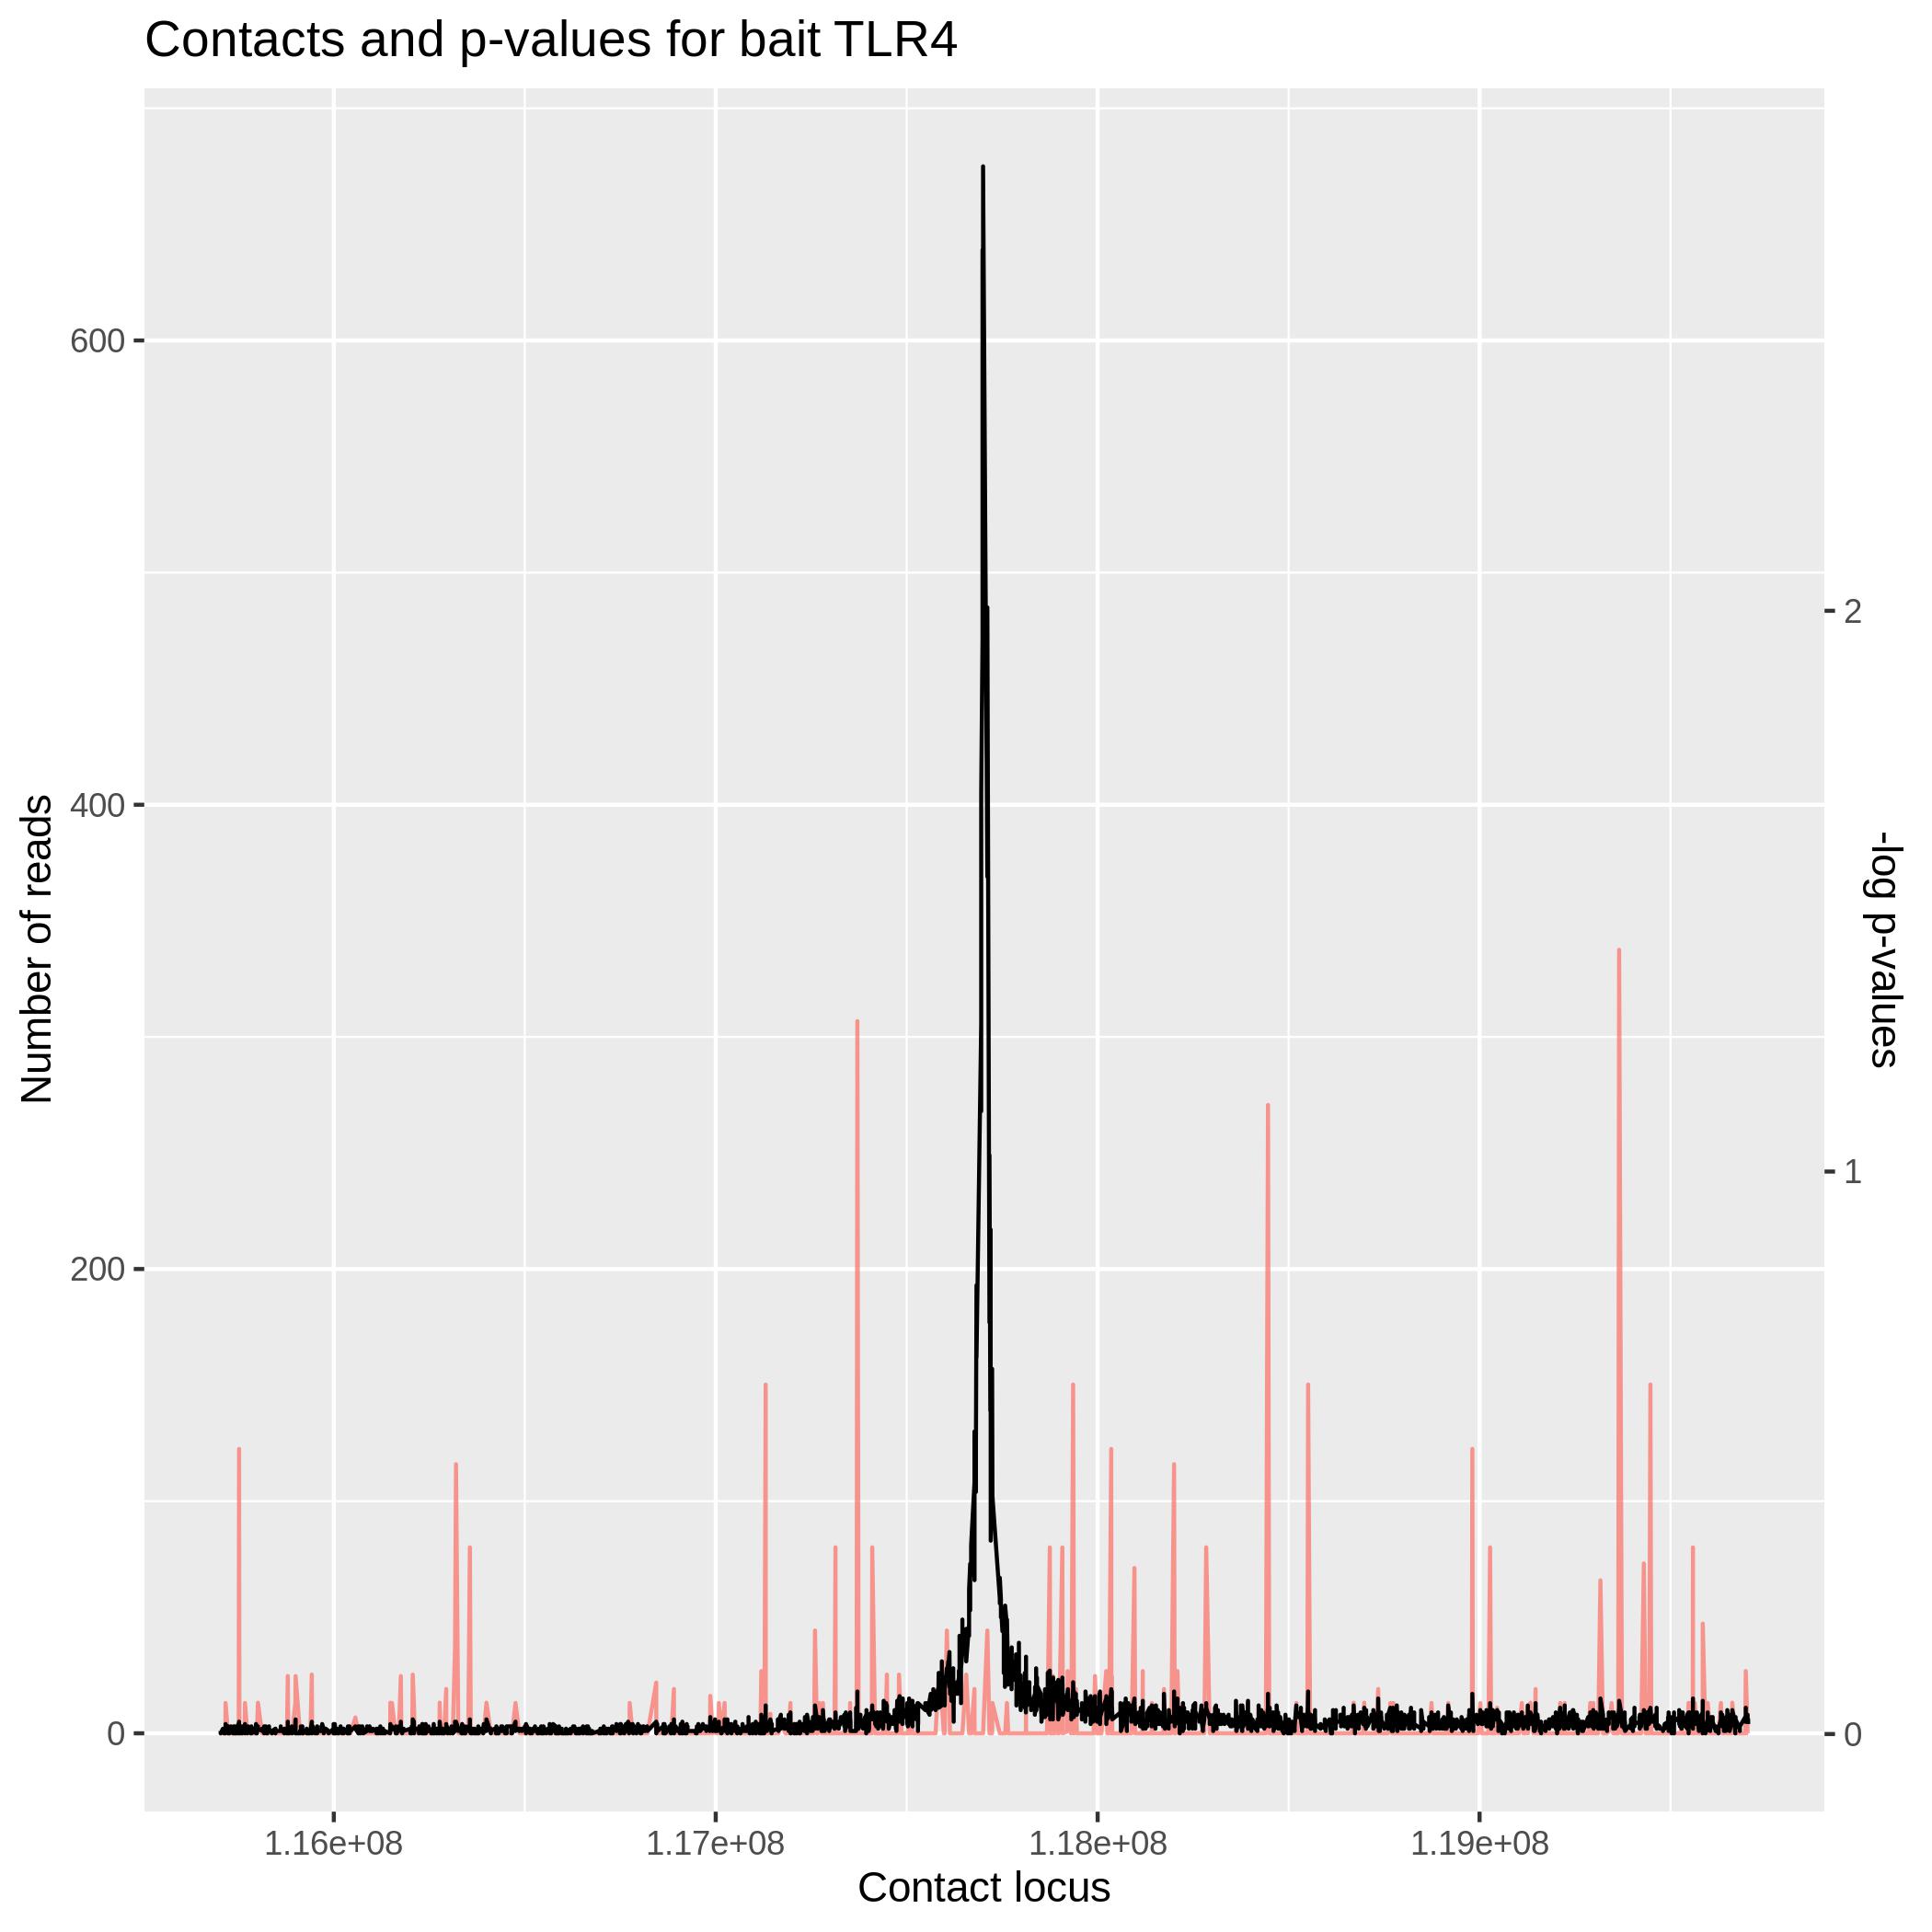 Contacts and p-values for bait TLR4
600
400
200
0
Number of reads
2
1
0
-log p-values
1.16e+08
1.17e+08
1.18e+08
1.19e+08
Contact locus